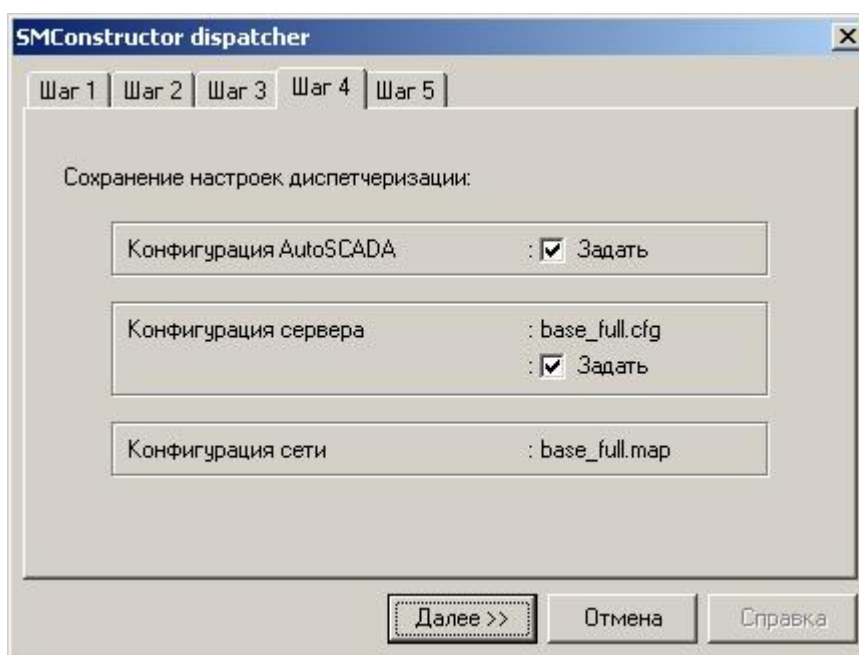 SMConstructor dispatcher
Шаг 1 Шаг 2 Шаг 3 Шаг 4 Шаг 5
Сохранение настроек диспетчеризации:
Конфигурация AutoSCADA : Задать
Конфигурация сервера : base_full.cfg
: Задать
Конфигурация сети : base_full.map
Далее >> Отмена Справка